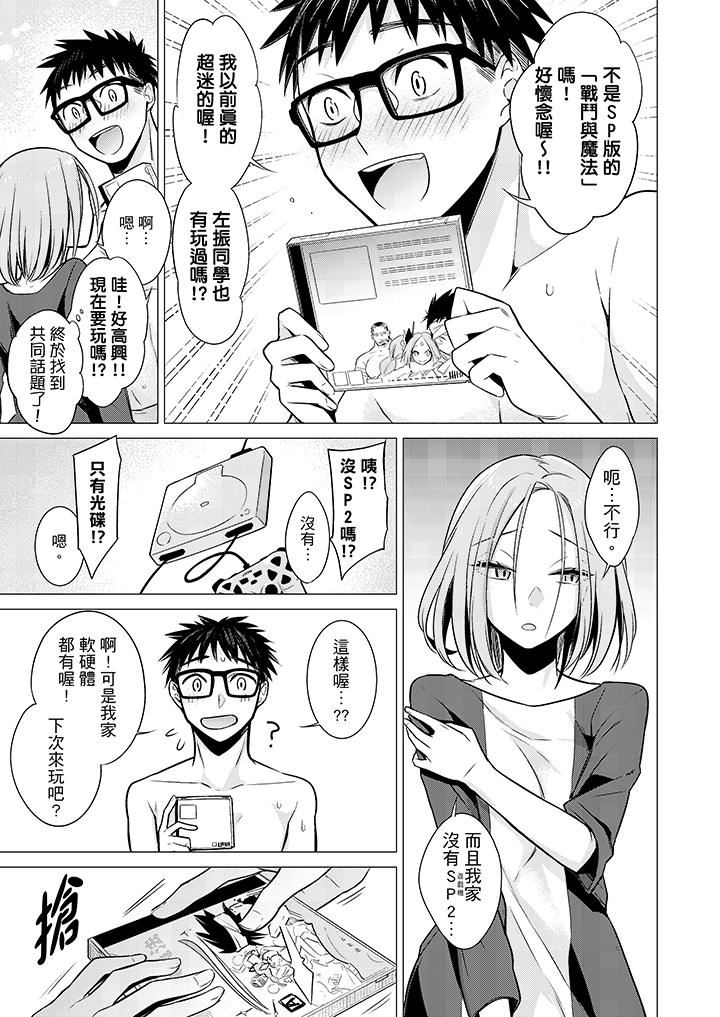 不是SP版的
「戰鬥與魔法」
嗎！
好懷念喔～!!
我以前真的
超迷的喔！
左振同學也
有玩過嗎!?
啊…
嗯…
哇！好高興!!
現在要玩嗎!?
終於找到
共同話題了！
呃…不行。
而且我家
沒有SP2…
遊戲機
咦!?
沒SP2嗎!?
沒有…
只有光碟!?
嗯。
這樣喔…??
?
啊！可是我家
軟硬體
都有喔！
下次來玩吧？
搶